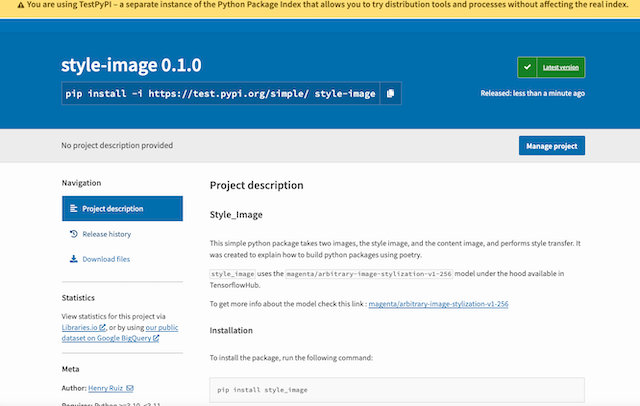 You are using TestPyPI – a separate instance of the Python Package Index that allows you to try distribution tools and processes without affecting the real index.
style-image 0.1.0
Latest version
pip install -i https://test.pypi.org/simple/ style-image
Released: less than a minute ago
No project description provided
Manage project
Navigation
Project description
Release history
Download files
Statistics
View statistics for this project via
Libraries.io, or by using our public
dataset on Google BigQuery
Meta
Author: Henry Ruiz
Requires: Python >=3.10, <3.11
Project description
Style_Image
This simple python package takes two images, the style image, and the content image, and performs style transfer. It
was created to explain how to build python packages using poetry.
style_image uses the magenta/arbitrary-image-stylization-v1-256 model under the hood available in
TensorflowHub.
To get more info about the model check this link : magenta/arbitrary-image-stylization-v1-256
Installation
To install the package, run the following command:
pip install style_image